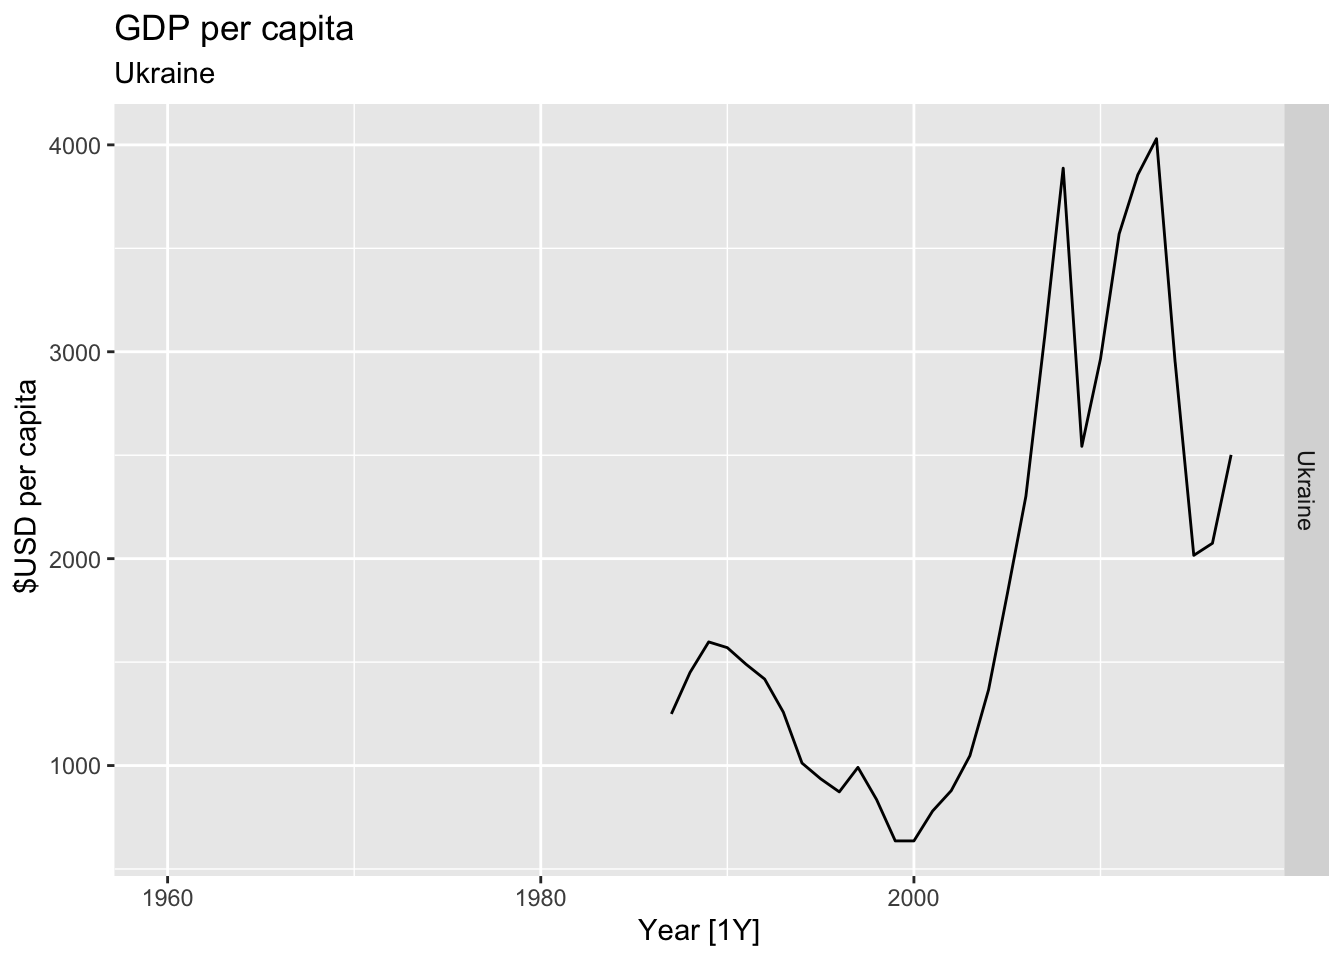 GDP per capita
Ukraine
4000
3000
2000
1000
$USD per capita
Ukraine
1960
1980
2000
Year [1Y]